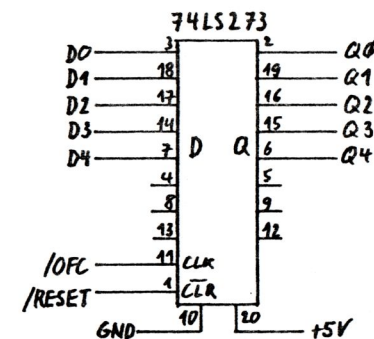 74LS273
D0 3 2 Q0
D1 18 19 Q1
D2 17 16 Q2
D3 14 15 Q3
D4 7 D Q 6 Q4
4 5
8 9
13 12
/OFC 11 CLK
/RESET 1 CLR
10 20
GND +5V